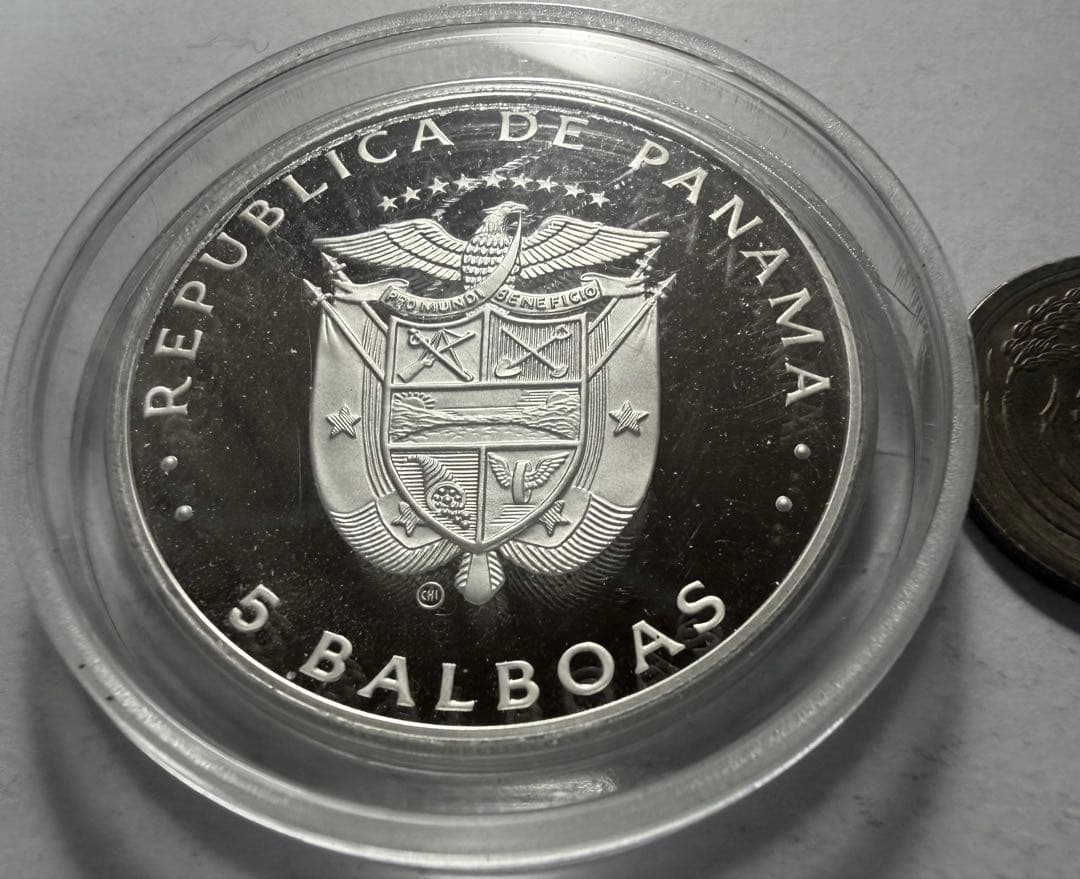 REPUBLICA DE PANAMA
PRO MUNDI BENEFICIO
CHI
5 BALBOAS